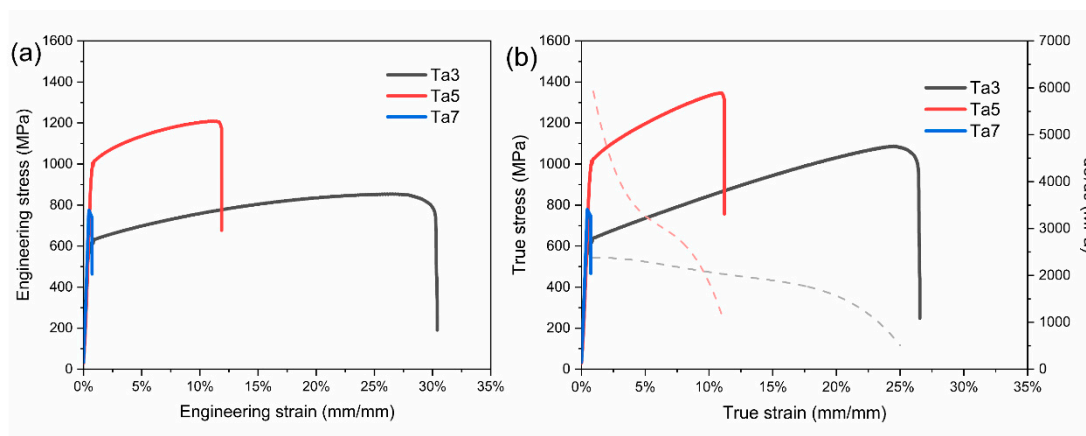 (a)
1600
1400
1200
1000
800
600
400
200
0
Engineering stress (MPa)
Ta3
Ta5
Ta7
0% 5% 10% 15% 20% 25% 30% 35%
Engineering strain (mm/mm)
(b)
1600
1400
1200
1000
800
600
400
200
0
True stress (MPa)
Ta3
Ta5
Ta7
7000
6000
5000
4000
3000
2000
1000
0
0% 5% 10% 15% 20% 25% 30% 35%
True strain (mm/mm)